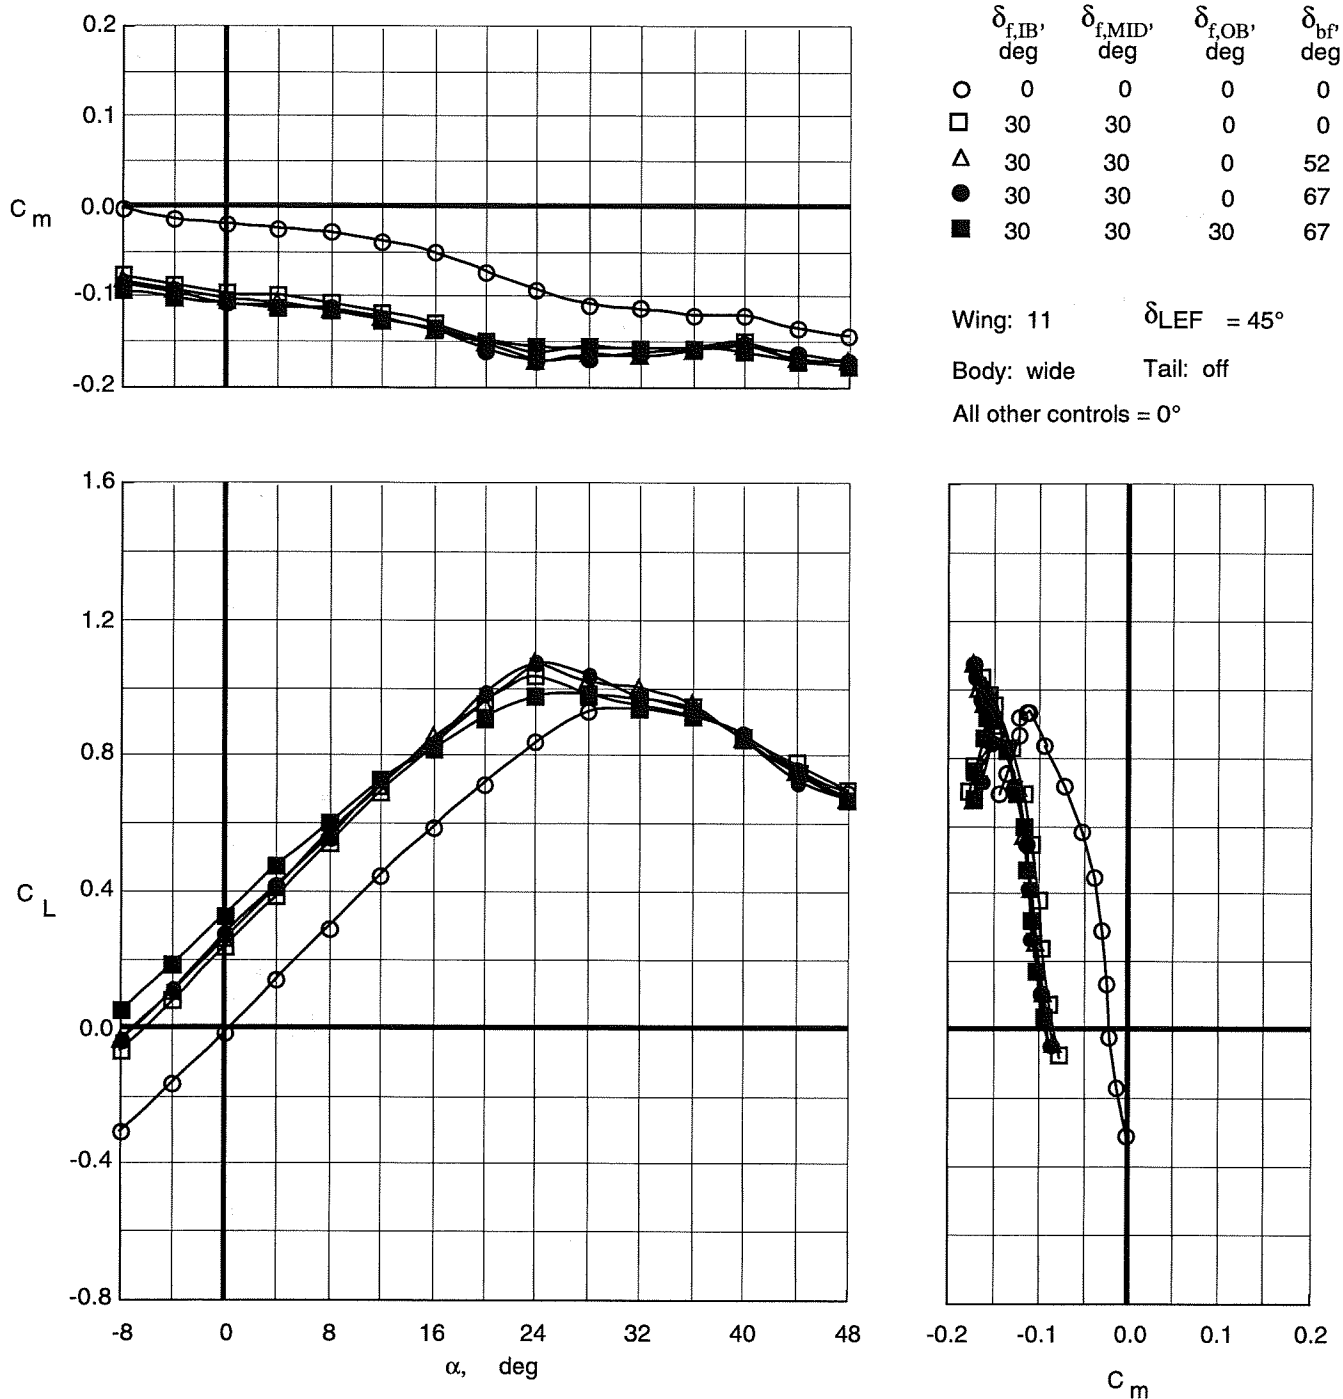 δf,IB, δf,MID, δf,OB, δbf,
deg deg deg deg
0 0 0 0
30 30 0 0
30 30 0 52
30 30 0 67
30 30 30 67
Wing: 11 δLEF = 45°
Body: wide Tail: off
All other controls = 0°
0.2
0.1
0.0
-0.1
-0.2
C m
1.6
1.2
0.8
0.4
0.0
-0.4
-0.8
C L
-8 0 8 16 24 32 40 48
α, deg
-0.2 -0.1 0.0 0.1 0.2
C m